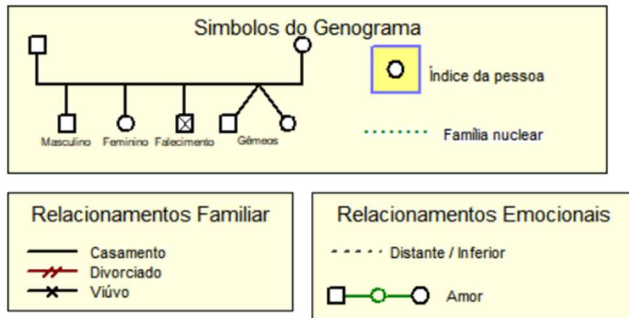 Simbolos do Genograma
Índice da pessoa
Masculino Feminino Falecimento Gêmeos
Família nuclear
Relacionamentos Familiar
Casamento
Divorciado
Viúvo
Relacionamentos Emocionais
Distante / Inferior
Amor